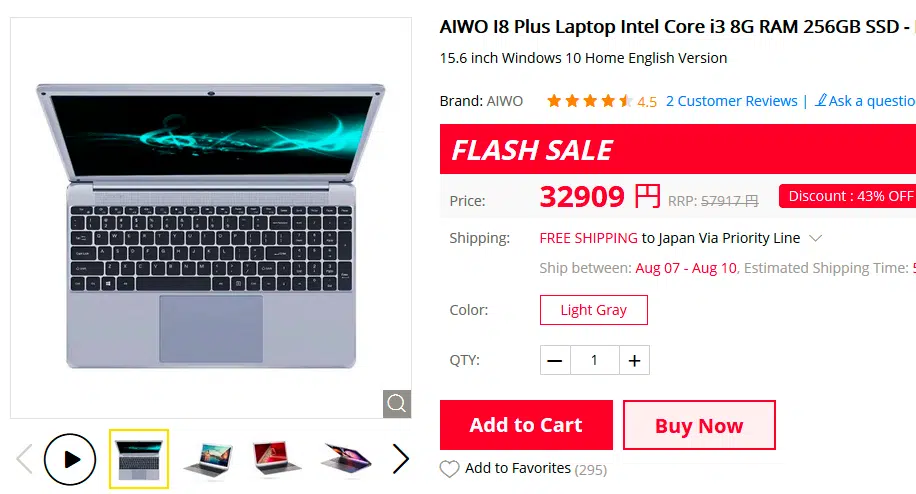 AIWO I8 Plus Laptop Intel Core i3 8G RAM 256GB SSD -
15.6 inch Windows 10 Home English Version
Brand: AIWO 4.5 2 Customer Reviews | Ask a questio
FLASH SALE
Price: 32909 円 RRP: 57917 円 Discount : 43% OFF
Shipping: FREE SHIPPING to Japan Via Priority Line
Ship between: Aug 07 - Aug 10, Estimated Shipping Time: 5
Color: Light Gray
QTY: 1
Add to Cart Buy Now
Add to Favorites (295)